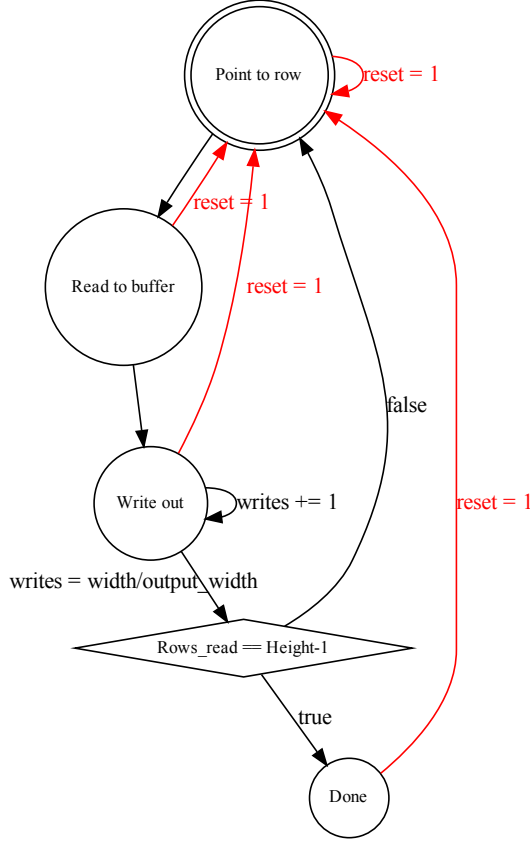 Point to row
reset = 1
reset = 1
Read to buffer
reset = 1
false
Write out
writes += 1
reset = 1
writes = width/output_width
Rows_read == Height-1
true
Done